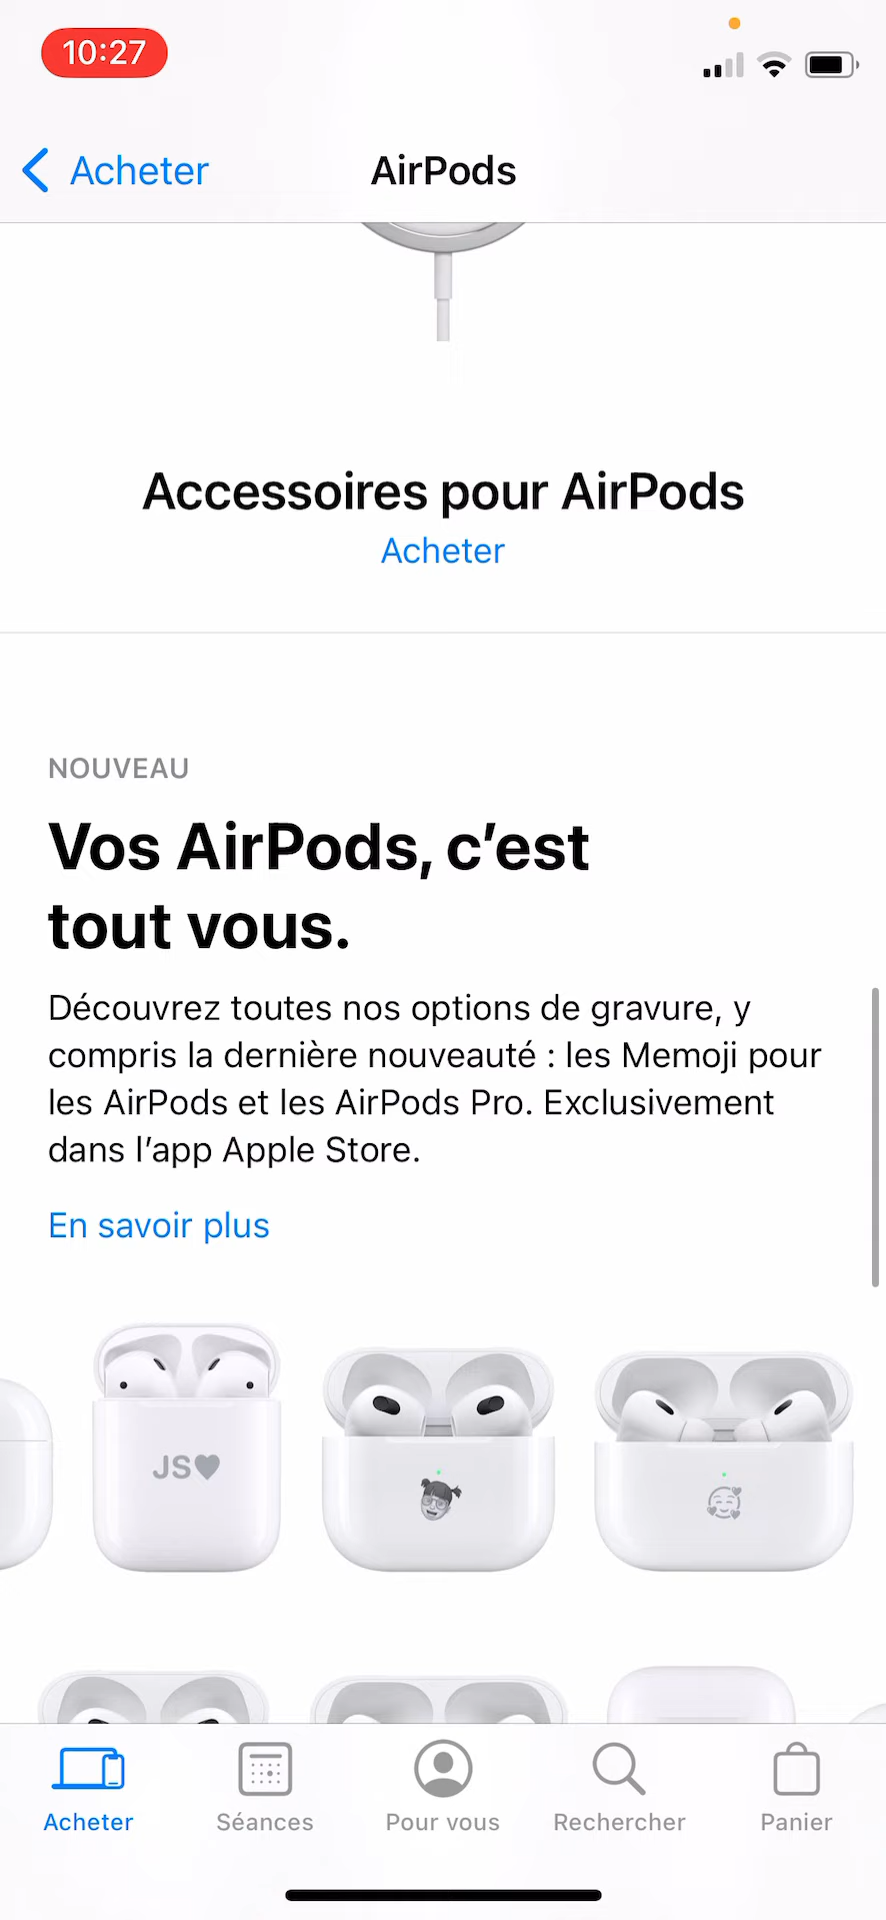 10:27
Acheter
AirPods
Accessoires pour AirPods
Acheter
NOUVEAU
Vos AirPods, c’est
tout vous.
Découvrez toutes nos options de gravure, y
compris la dernière nouveauté : les Memoji pour
les AirPods et les AirPods Pro. Exclusivement
dans l’app Apple Store.
En savoir plus
JS♥
Acheter
Séances
Pour vous
Rechercher
Panier